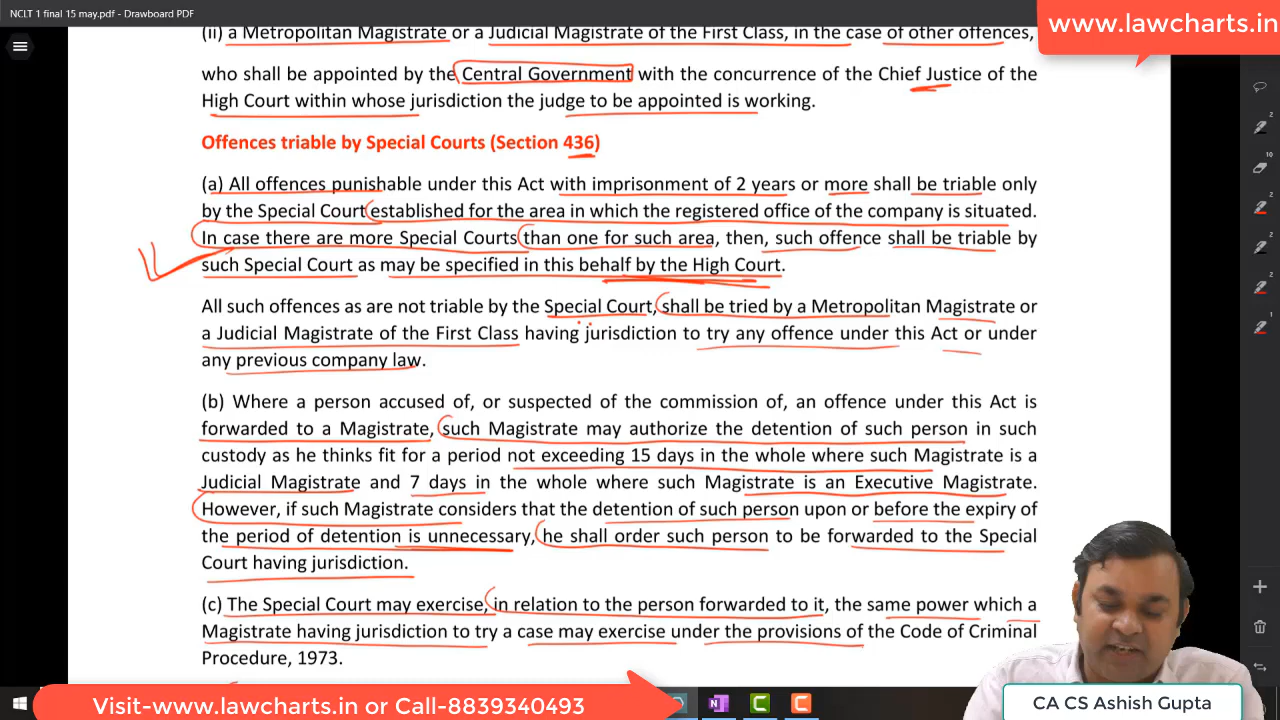 NCLT 1 final 15 may.pdf - Drawboard PDF
www.lawcharts.in
(ii) a Metropolitan Magistrate or a Judicial Magistrate of the First Class, in the case of other offences,
who shall be appointed by the Central Government with the concurrence of the Chief Justice of the
High Court within whose jurisdiction the judge to be appointed is working.
Offences triable by Special Courts (Section 436)
(a) All offences punishable under this Act with imprisonment of 2 years or more shall be triable only
by the Special Court established for the area in which the registered office of the company is situated.
In case there are more Special Courts than one for such area, then, such offence shall be triable by
such Special Court as may be specified in this behalf by the High Court.
All such offences as are not triable by the Special Court, shall be tried by a Metropolitan Magistrate or
a Judicial Magistrate of the First Class having jurisdiction to try any offence under this Act or under
any previous company law.
(b) Where a person accused of, or suspected of the commission of, an offence under this Act is
forwarded to a Magistrate, such Magistrate may authorize the detention of such person in such
custody as he thinks fit for a period not exceeding 15 days in the whole where such Magistrate is a
Judicial Magistrate and 7 days in the whole where such Magistrate is an Executive Magistrate.
However, if such Magistrate considers that the detention of such person upon or before the expiry of
the period of detention is unnecessary, he shall order such person to be forwarded to the Special
Court having jurisdiction.
(c) The Special Court may exercise, in relation to the person forwarded to it, the same power which a
Magistrate having jurisdiction to try a case may exercise under the provisions of the Code of Criminal
Procedure, 1973.
Visit-www.lawcharts.in or Call-8839340493
CA CS Ashish Gupta